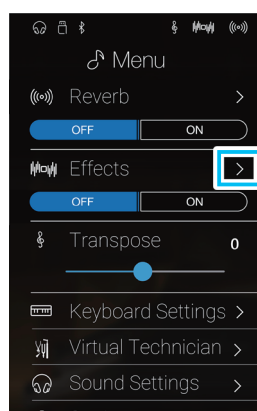 Menu
Reverb
OFF ON
Effects
OFF ON
Transpose 0
Keyboard Settings
Virtual Technician
Sound Settings